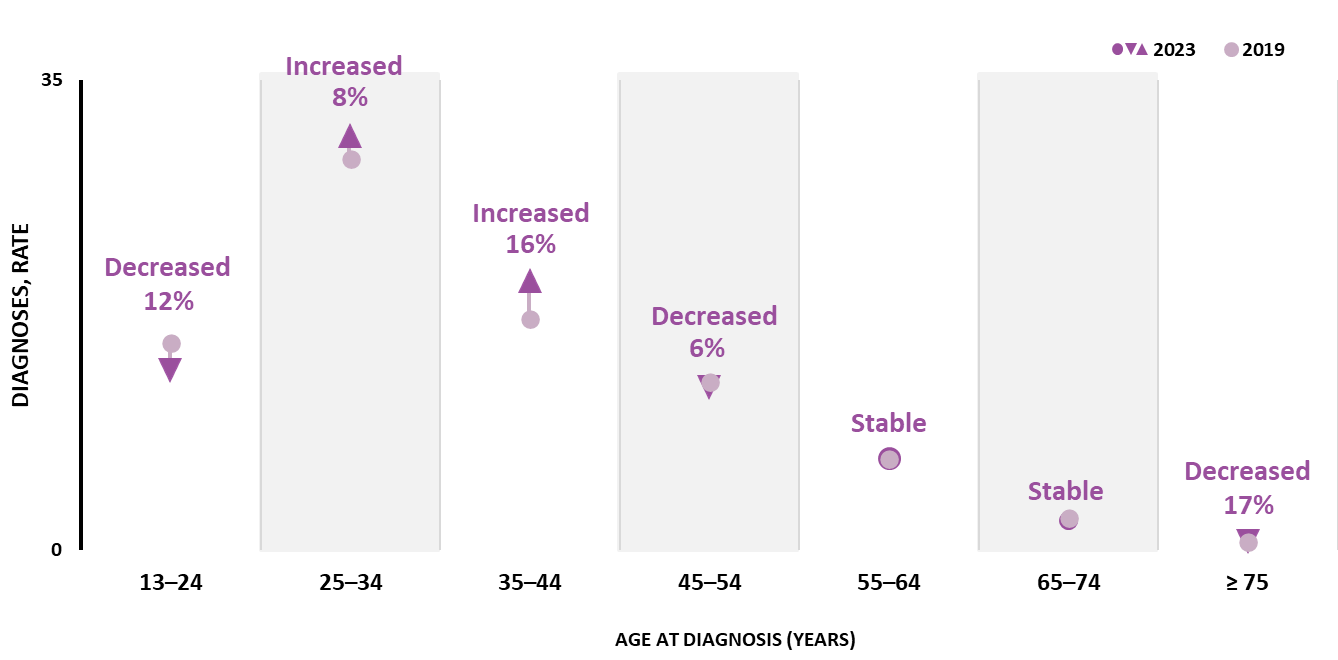 2023
2019
35
Increased
8%
Increased
16%
Decreased
12%
Decreased
6%
Stable
Stable
Decreased
17%
DIAGNOSES, RATE
0
13–24
25–34
35–44
45–54
55–64
65–74
≥ 75
AGE AT DIAGNOSIS (YEARS)